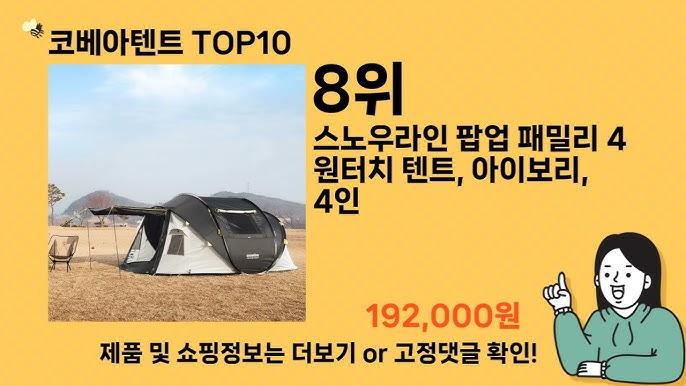 코베아텐트 TOP10
8위
스노우라인 팝업 패밀리 4
원터치 텐트, 아이보리,
4인
192,000원
제품 및 쇼핑정보는 더보기 or 고정댓글 확인!